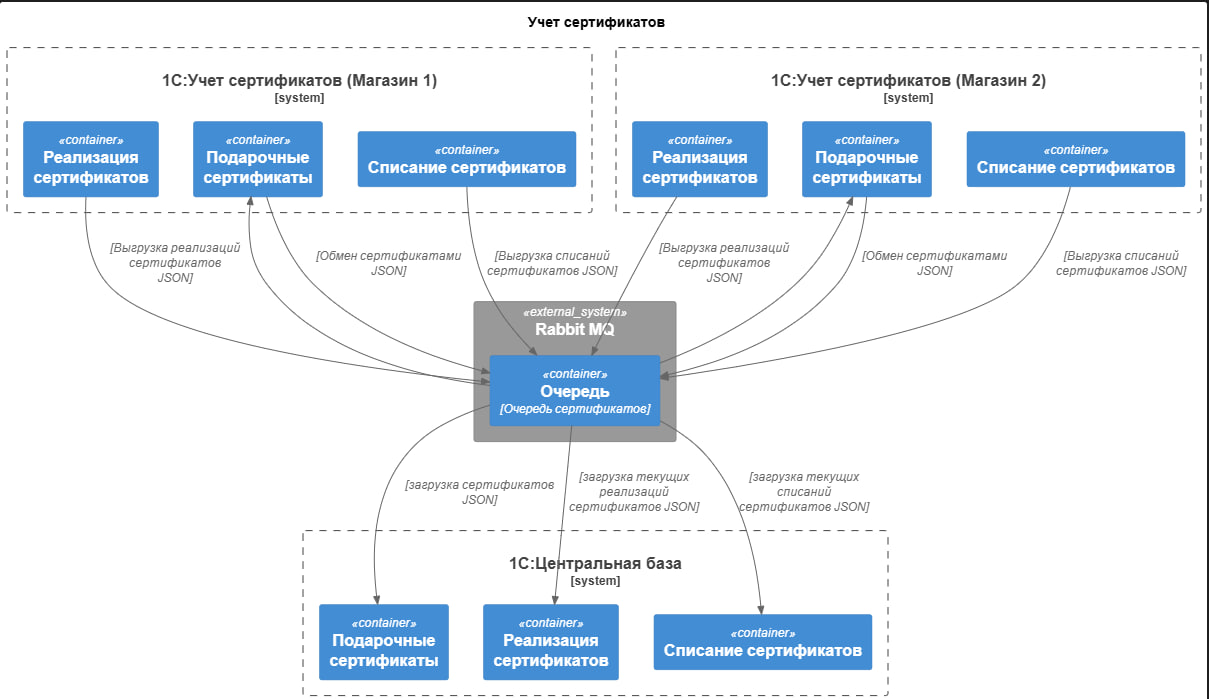 Учет сертификатов
1С:Учет сертификатов (Магазин 1)
[system]
«container»
Реализация
сертификатов
«container»
Подарочные
сертификаты
«container»
Списание сертификатов
1С:Учет сертификатов (Магазин 2)
[system]
«container»
Реализация
сертификатов
«container»
Подарочные
сертификаты
«container»
Списание сертификатов
[Выгрузка реализаций
сертификатов
JSON]
[Обмен сертификатами
JSON]
[Выгрузка списаний
сертификатов JSON]
[Выгрузка реализаций
сертификатов
JSON]
[Обмен сертификатами
JSON]
[Выгрузка списаний
сертификатов JSON]
«external_system»
Rabbit MQ
«container»
Очередь
[Очередь сертификатов]
[загрузка сертификатов
JSON]
[загрузка текущих
реализаций
сертификатов JSON]
[загрузка текущих
списаний
сертификатов JSON]
1С:Центральная база
[system]
«container»
Подарочные
сертификаты
«container»
Реализация
сертификатов
«container»
Списание сертификатов